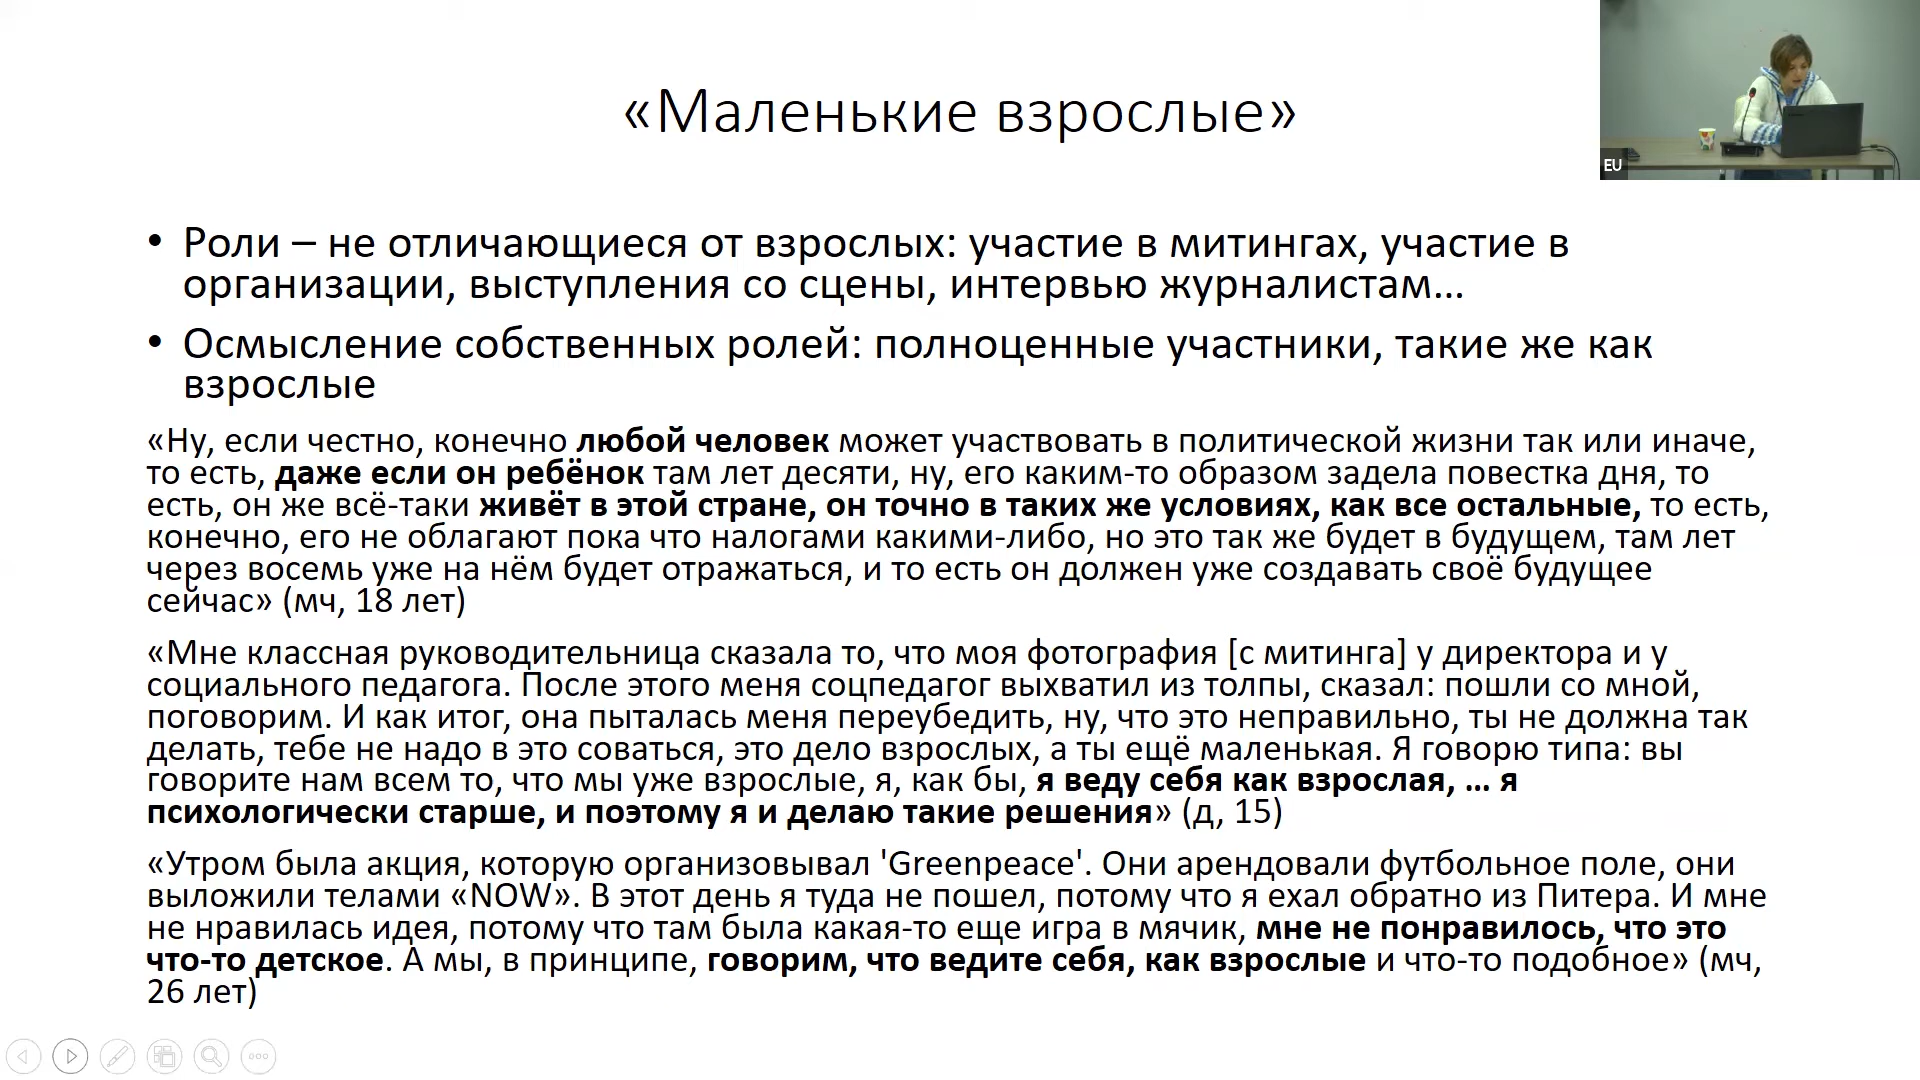 «Маленькие взрослые»
EU
• Роли – не отличающиеся от взрослых: участие в митингах, участие в
организации, выступления со сцены, интервью журналистам…
• Осмысление собственных ролей: полноценные участники, такие же как
взрослые
«Ну, если честно, конечно любой человек может участвовать в политической жизни так или иначе,
то есть, даже если он ребёнок там лет десяти, ну, его каким-то образом задела повестка дня, то
есть, он же всё-таки живёт в этой стране, он точно в таких же условиях, как все остальные, то есть,
конечно, его не облагают пока что налогами какими-либо, но это так же будет в будущем, там лет
через восемь уже на нём будет отражаться, и то есть он должен уже создавать своё будущее
сейчас» (мч, 18 лет)
«Мне классная руководительница сказала то, что моя фотография [с митинга] у директора и у
социального педагога. После этого меня соцпедагог выхватил из толпы, сказал: пошли со мной,
поговорим. И как итог, она пыталась меня переубедить, ну, что это неправильно, ты не должна так
делать, тебе не надо в это соваться, это дело взрослых, а ты ещё маленькая. Я говорю типа: вы
говорите нам всем то, что мы уже взрослые, я, как бы, я веду себя как взрослая, … я
психологически старше, и поэтому я и делаю такие решения» (д, 15)
«Утром была акция, которую организовывал 'Greenpeace'. Они арендовали футбольное поле, они
выложили телами «NOW». В этот день я туда не пошел, потому что я ехал обратно из Питера. И мне
не нравилась идея, потому что там была какая-то еще игра в мячик, мне не понравилось, что это
что-то детское. А мы, в принципе, говорим, что ведите себя, как взрослые и что-то подобное» (мч,
26 лет)